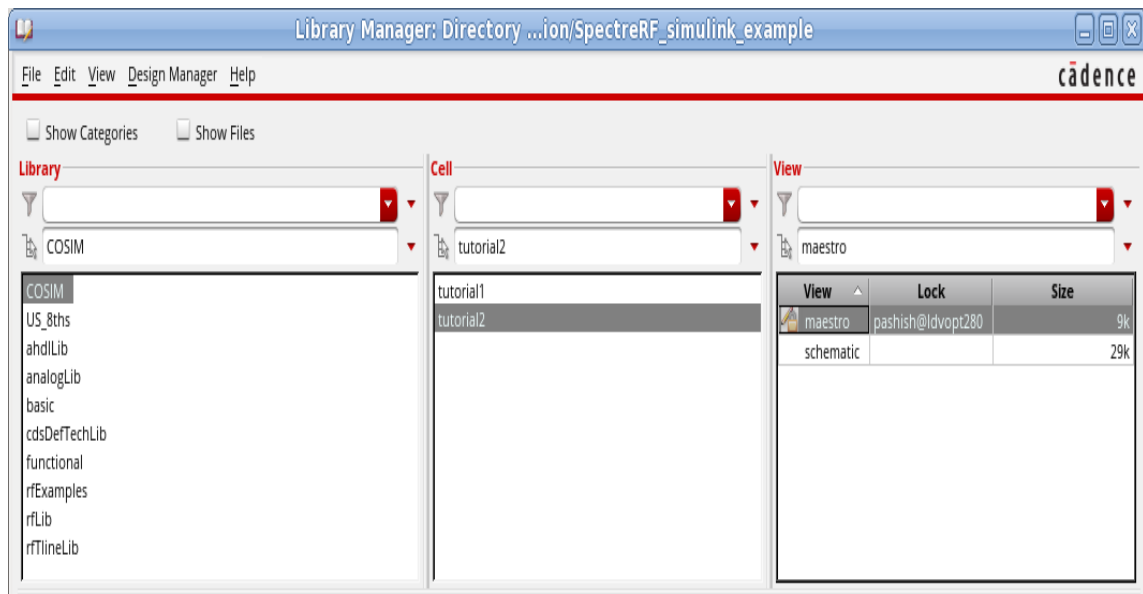 Library Manager: Directory ...ion/SpectreRF_simulink_example
File Edit View Design Manager Help
cādence
Show Categories Show Files
Library
COSIM
COSIM
US_8ths
ahdlLib
analogLib
basic
cdsDefTechLib
functional
rfExamples
rfLib
rfTlineLib
Cell
tutorial2
tutorial1
tutorial2
View
maestro
View Lock Size
maestro pashish@ldvopt280 9k
schematic 29k